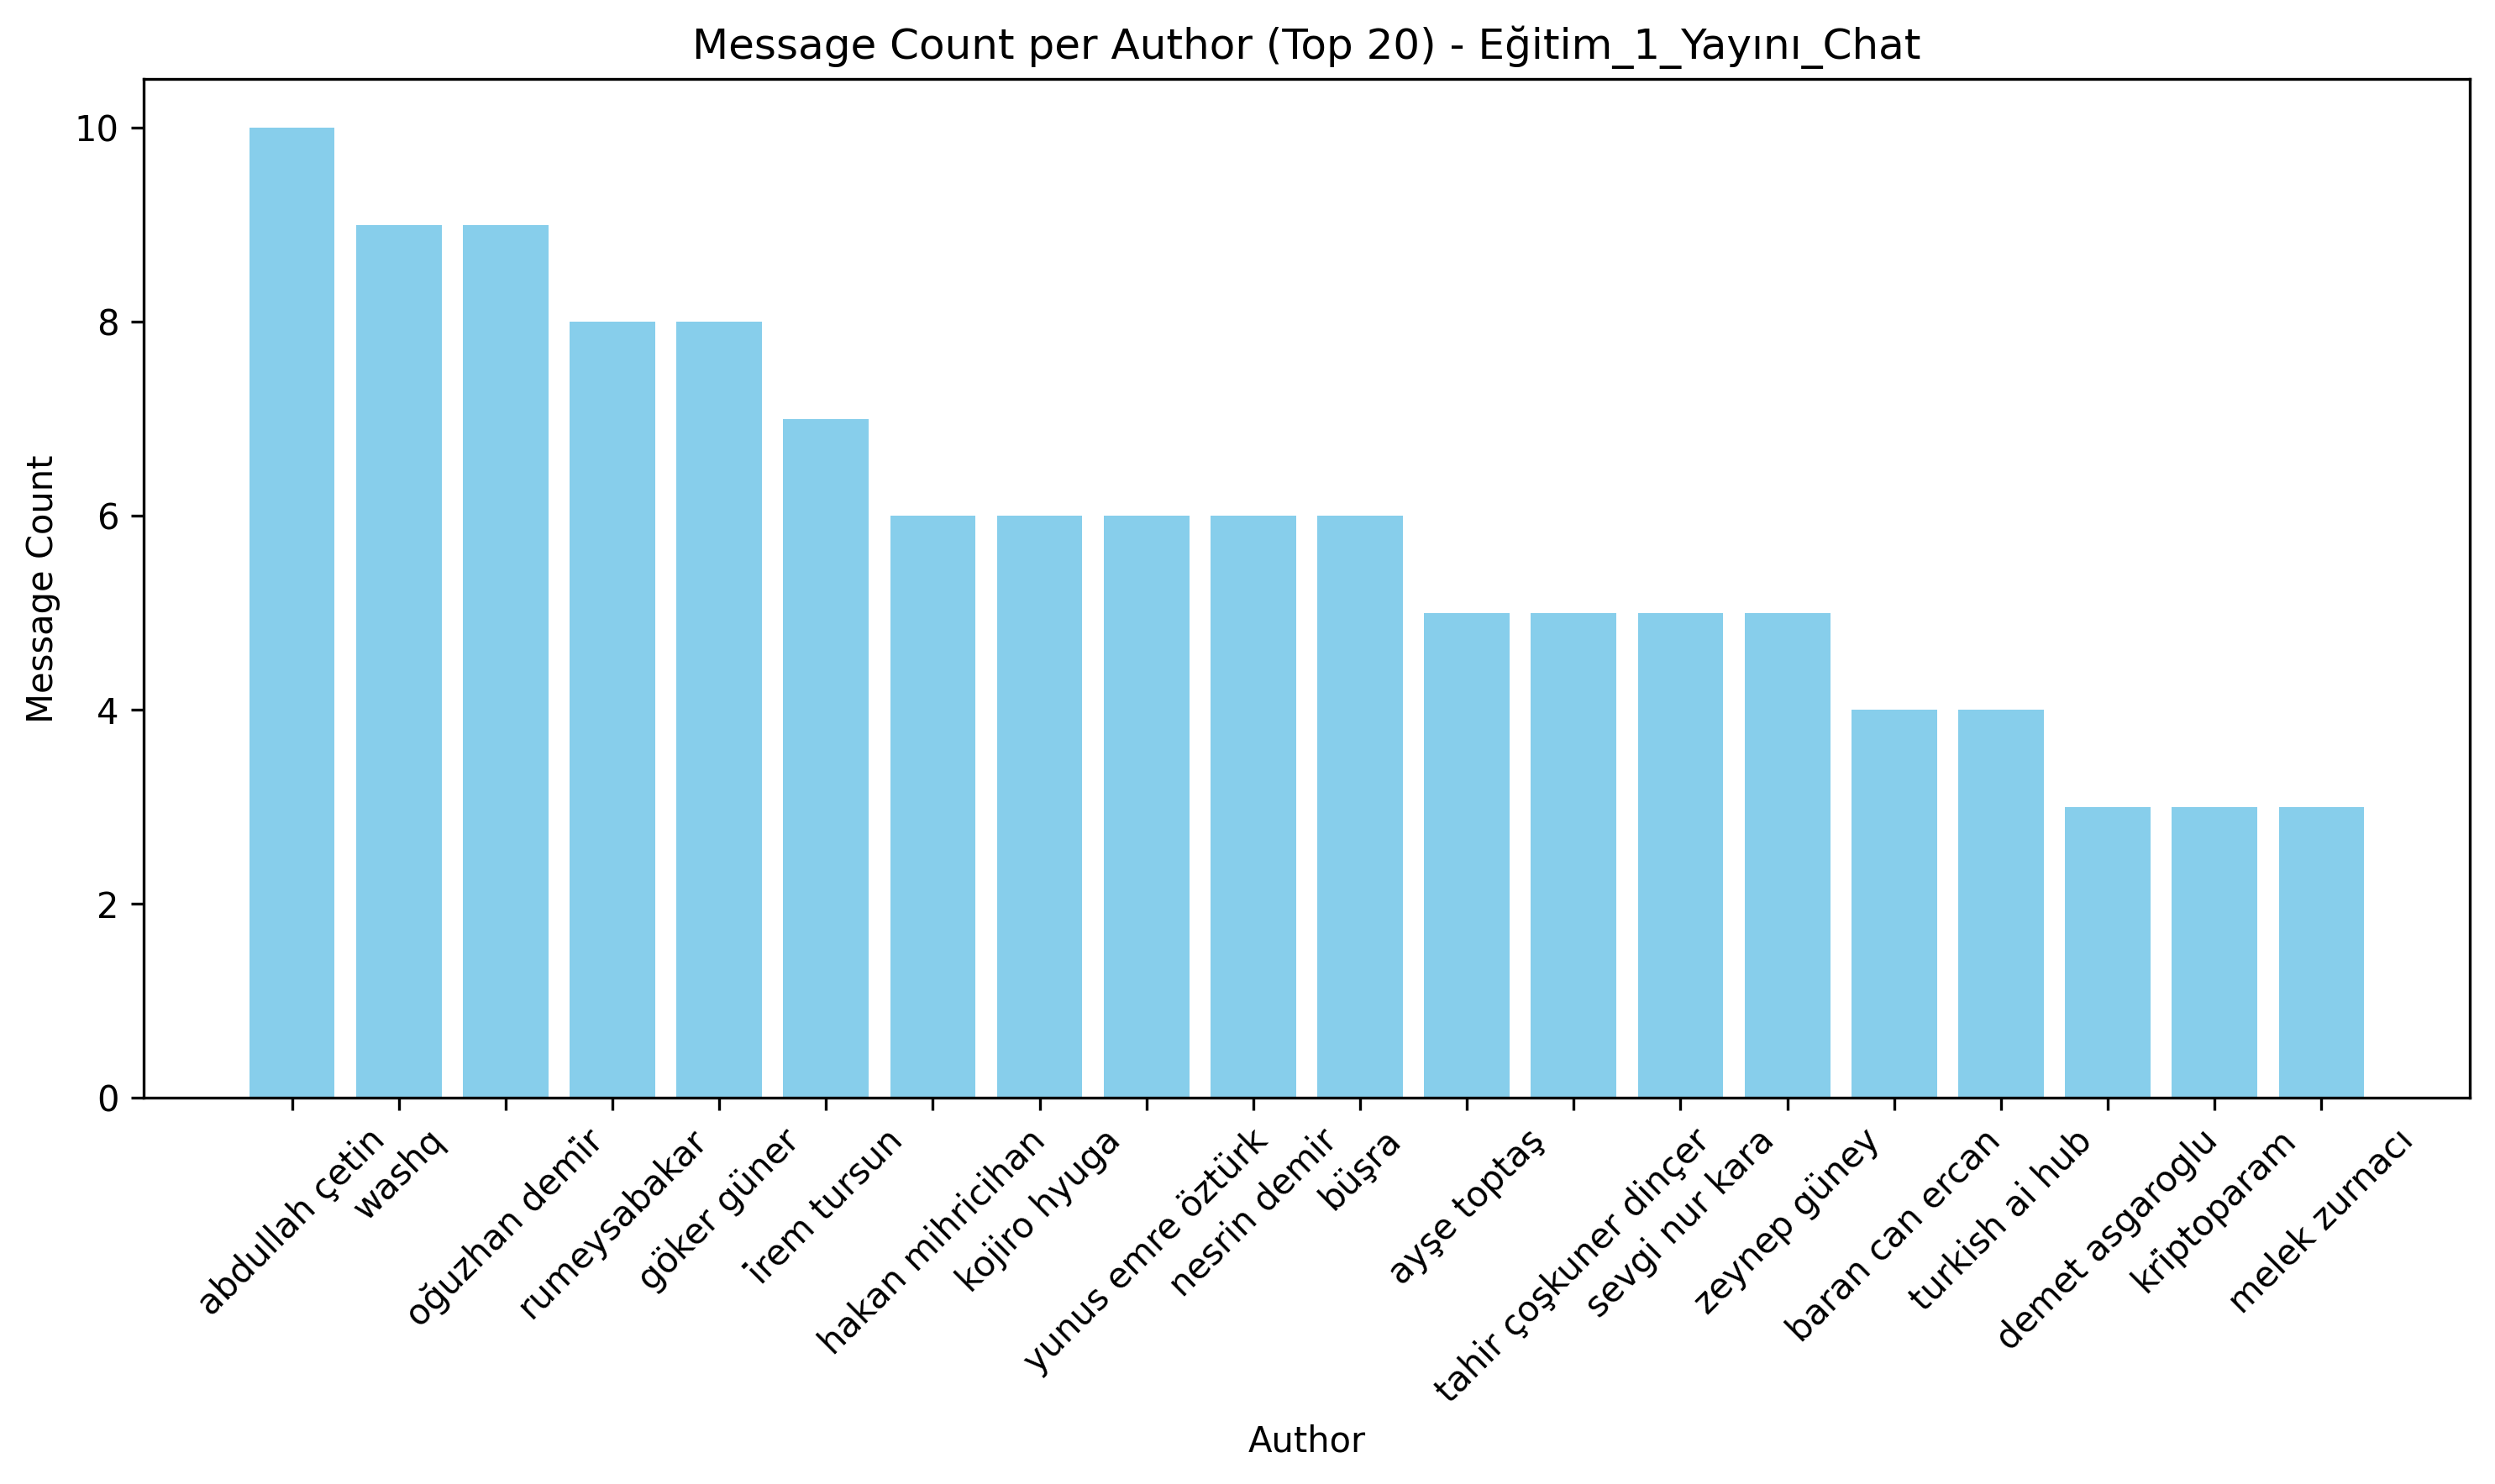 Message Count per Author (Top 20) - Eğitim_1_Yayını_Chat
Message Count
10
8
6
4
2
0
abdullah çetin
washq
oğuzhan demi̇r
rumeysabakar
göker güner
i̇rem tursun
hakan mihricihan
kojiro hyuga
yunus emre öztürk
nesrin demir
büşra
ayşe toptaş
tahir çoşkuner dinçer
sevgi nur kara
zeynep güney
baran can ercan
turkish ai hub
demet asgaroglu
kriptoparam
melek zurnacı
Author